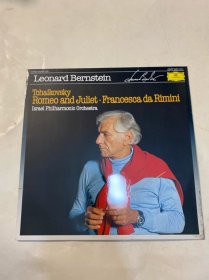 Leonard Bernstein
Tchaikovsky
Romeo and Juliet · Francesca da Rimini
Israel Philharmonic Orchestra